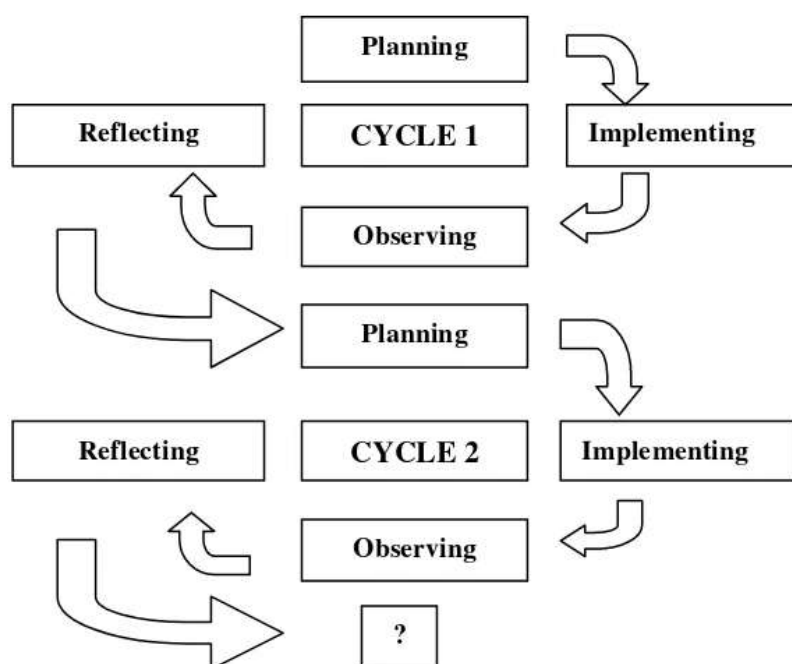 Planning
Reflecting
CYCLE 1
Implementing
Observing
Planning
Reflecting
CYCLE 2
Implementing
Observing
?